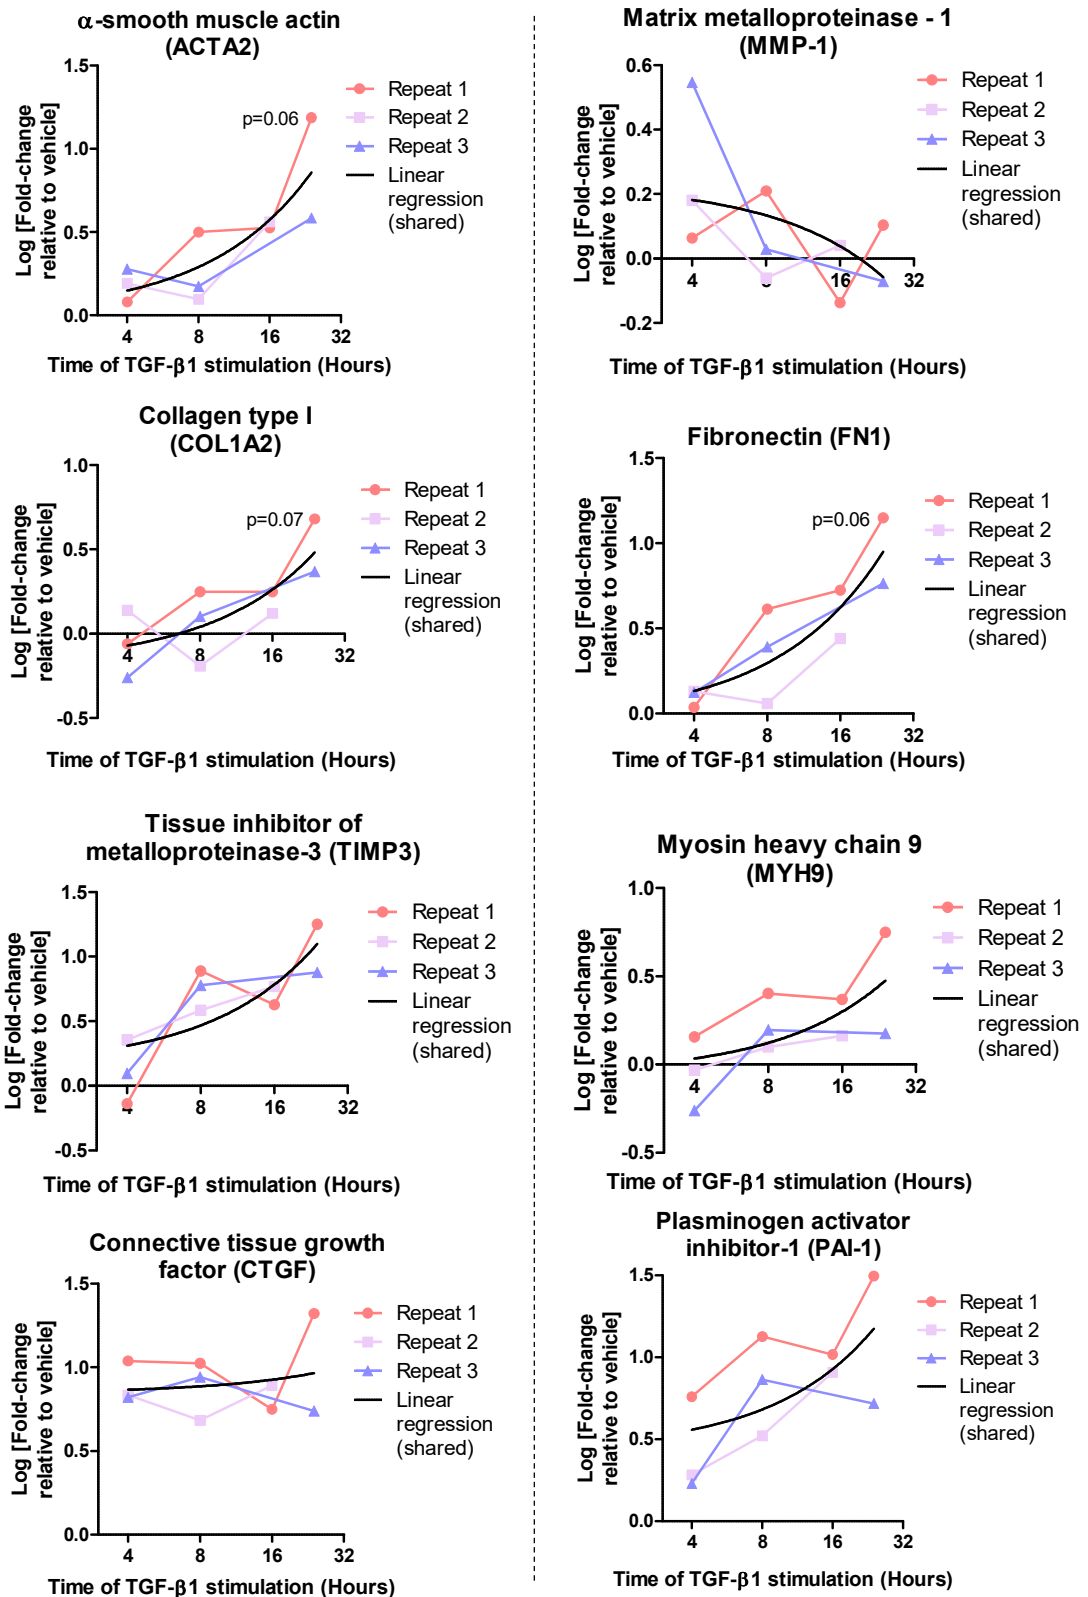 α-smooth muscle actin
(ACTA2)
Log [Fold-change
relative to vehicle]
1.5
1.0
0.5
0.0
p=0.06
4 8 16 32
Time of TGF-β1 stimulation (Hours)
Repeat 1
Repeat 2
Repeat 3
Linear
regression
(shared)
Matrix metalloproteinase - 1
(MMP-1)
Log [Fold-change
relative to vehicle]
0.6
0.4
0.2
0.0
-0.2
4 8 16 32
Time of TGF-β1 stimulation (Hours)
Repeat 1
Repeat 2
Repeat 3
Linear
regression
(shared)
Collagen type I
(COL1A2)
Log [Fold-change
relative to vehicle]
1.0
0.5
0.0
-0.5
p=0.07
4 8 16 32
Time of TGF-β1 stimulation (Hours)
Repeat 1
Repeat 2
Repeat 3
Linear
regression
(shared)
Fibronectin (FN1)
Log [Fold-change
relative to vehicle]
1.5
1.0
0.5
0.0
p=0.06
4 8 16 32
Time of TGF-β1 stimulation (Hours)
Repeat 1
Repeat 2
Repeat 3
Linear
regression
(shared)
Tissue inhibitor of
metalloproteinase-3 (TIMP3)
Log [Fold-change
relative to vehicle]
1.5
1.0
0.5
0.0
-0.5
4 8 16 32
Time of TGF-β1 stimulation (Hours)
Repeat 1
Repeat 2
Repeat 3
Linear
regression
(shared)
Myosin heavy chain 9
(MYH9)
Log [Fold-change
relative to vehicle]
1.0
0.5
0.0
-0.5
4 8 16 32
Time of TGF-β1 stimulation (Hours)
Repeat 1
Repeat 2
Repeat 3
Linear
regression
(shared)
Connective tissue growth
factor (CTGF)
Log [Fold-change
relative to vehicle]
1.5
1.0
0.5
0.0
4 8 16 32
Time of TGF-β1 stimulation (Hours)
Repeat 1
Repeat 2
Repeat 3
Linear
regression
(shared)
Plasminogen activator
inhibitor-1 (PAI-1)
Log [Fold-change
relative to vehicle]
1.5
1.0
0.5
0.0
4 8 16 32
Time of TGF-β1 stimulation (Hours)
Repeat 1
Repeat 2
Repeat 3
Linear
regression
(shared)